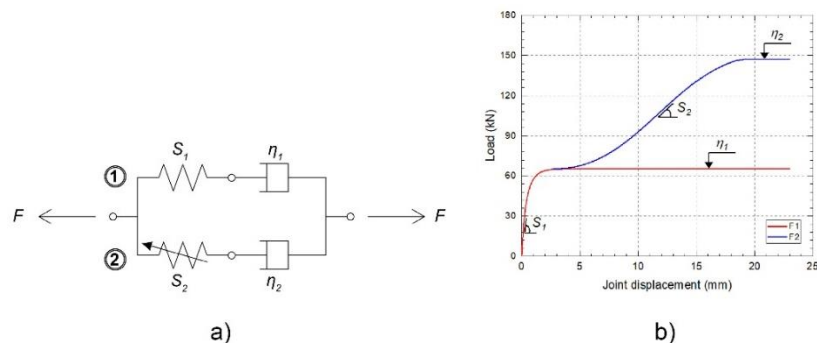 S1
η1
1
F
F
2
S2
η2
a)
180
150
120
90
60
30
0
0
5
10
15
20
25
Load (kN)
Joint displacement (mm)
η2
S2
η1
S1
F1
F2
b)